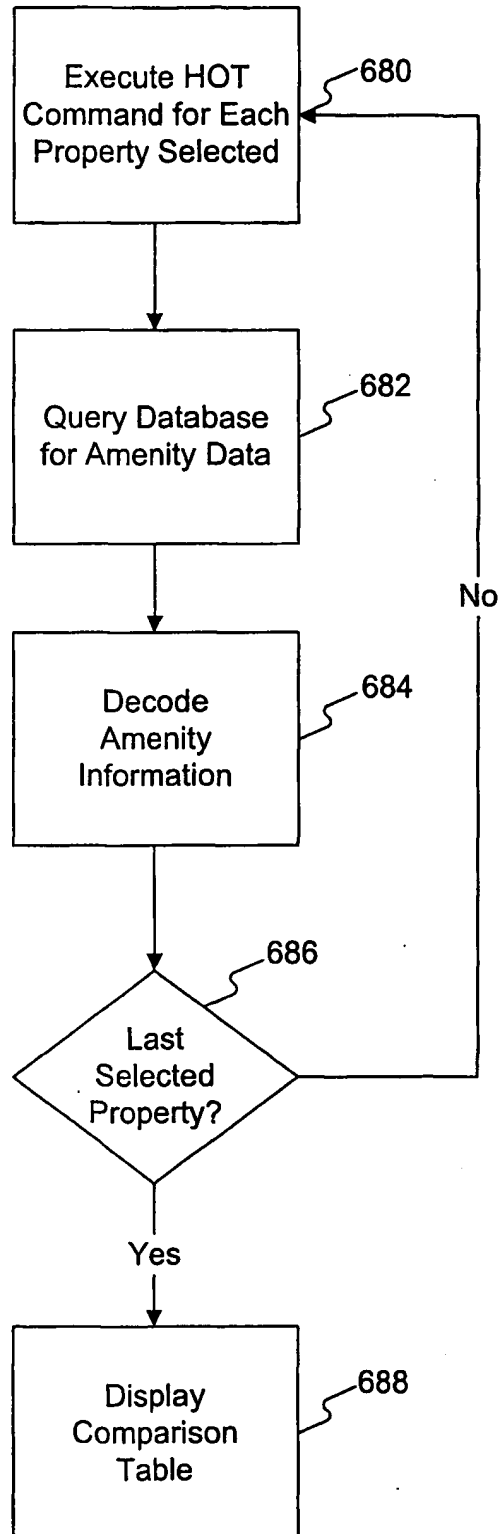 Execute HOT
Command for Each
Property Selected
680
Query Database
for Amenity Data
682
Decode
Amenity
Information
684
No
Last
Selected
Property?
686
Yes
Display
Comparison
Table
688